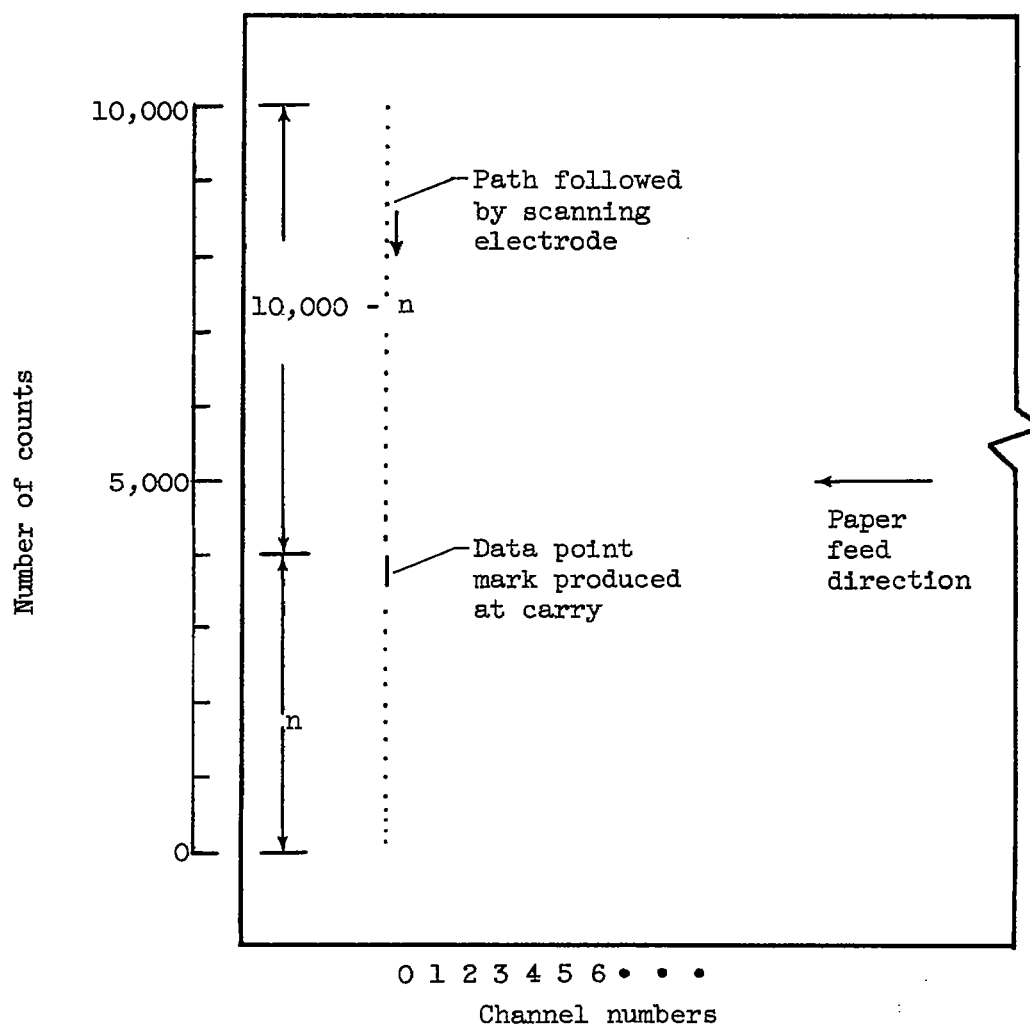 10,000
Path followed
by scanning
electrode
10,000 - n
Number of counts
5,000
Paper
feed
direction
Data point
mark produced
at carry
n
0
0 1 2 3 4 5 6 • • •
Channel numbers